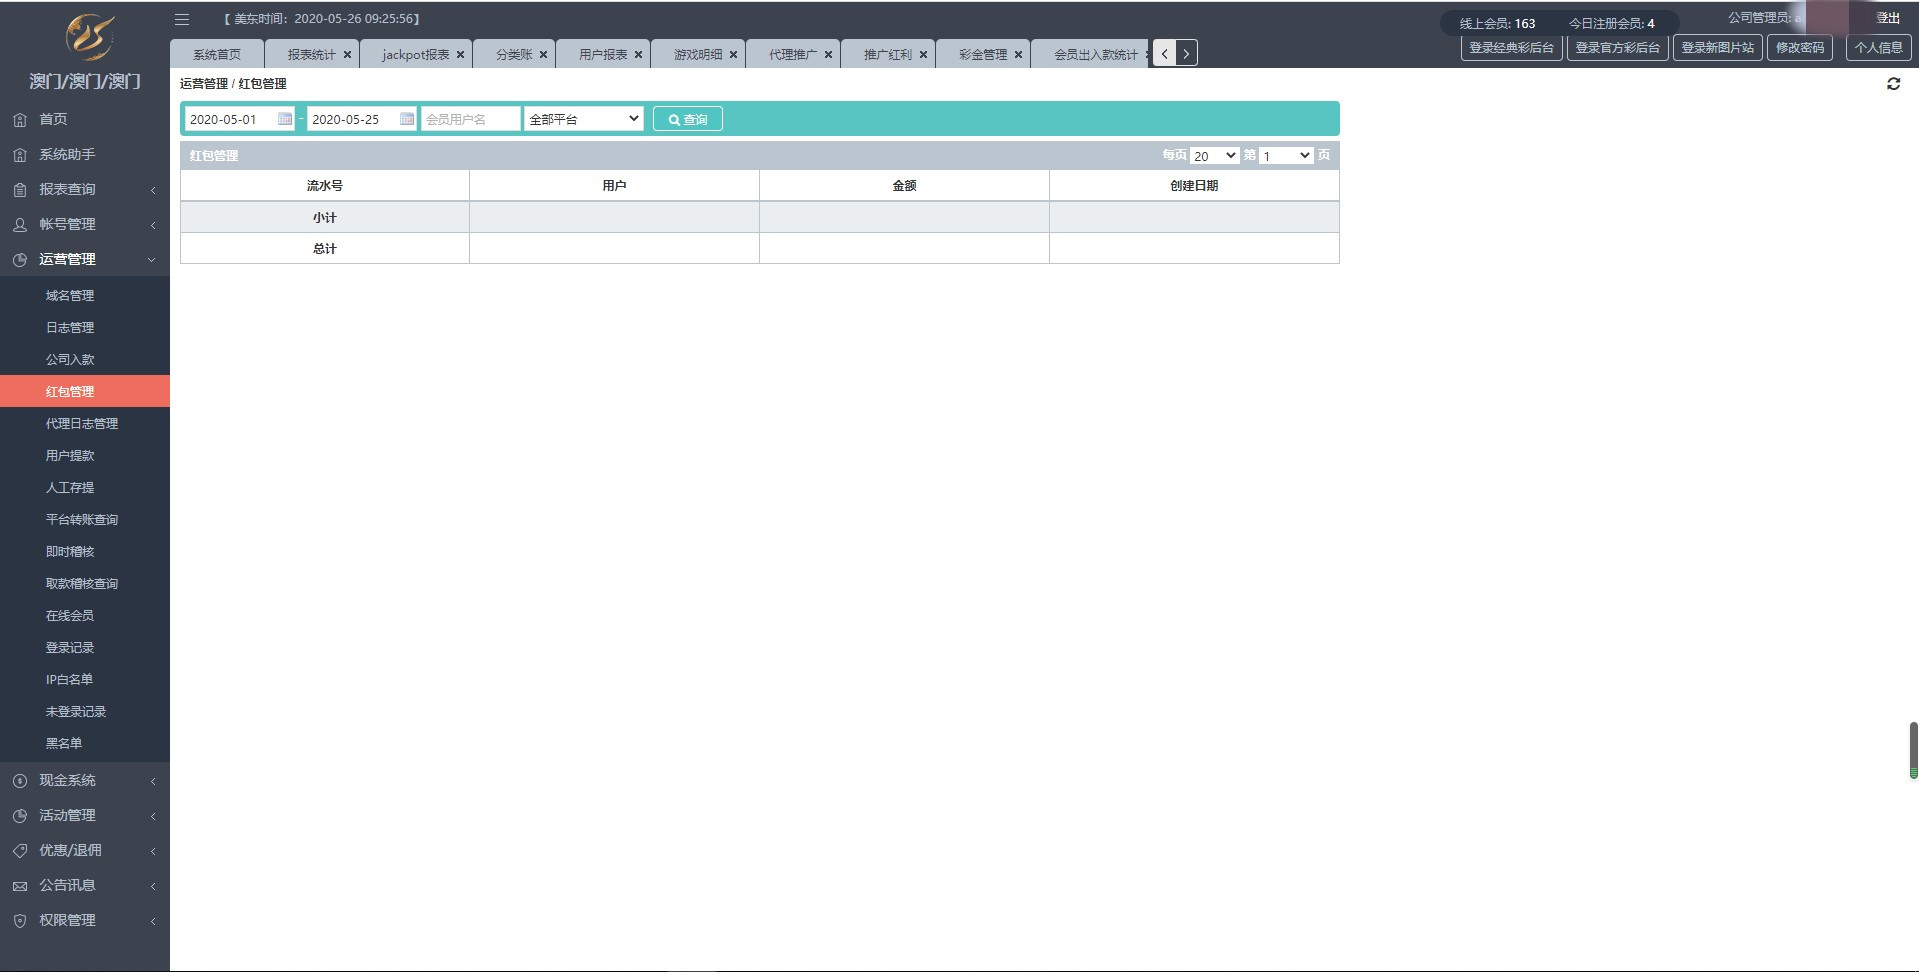 【 美东时间：2020-05-26 09:25:56】
线上会员: 163
今日注册会员: 4
公司管理员: a
登出
登录经典彩后台
登录官方彩后台
登录新图片站
修改密码
个人信息
澳门/澳门/澳门
系统首页
报表统计
jackpot报表
分类账
用户报表
游戏明细
代理推广
推广红利
彩金管理
会员出入款统计
首页
系统助手
报表查询
帐号管理
运营管理
域名管理
日志管理
公司入款
红包管理
代理日志管理
用户提款
人工存提
平台转账查询
即时稽核
取款稽核查询
在线会员
登录记录
IP白名单
未登录记录
黑名单
现金系统
活动管理
优惠/退佣
公告讯息
权限管理
运营管理 / 红包管理
2020-05-01 - 2020-05-25 会员用户名 全部平台 查询
红包管理 每页 20 第 1 页
流水号 用户 金额 创建日期
小计
总计